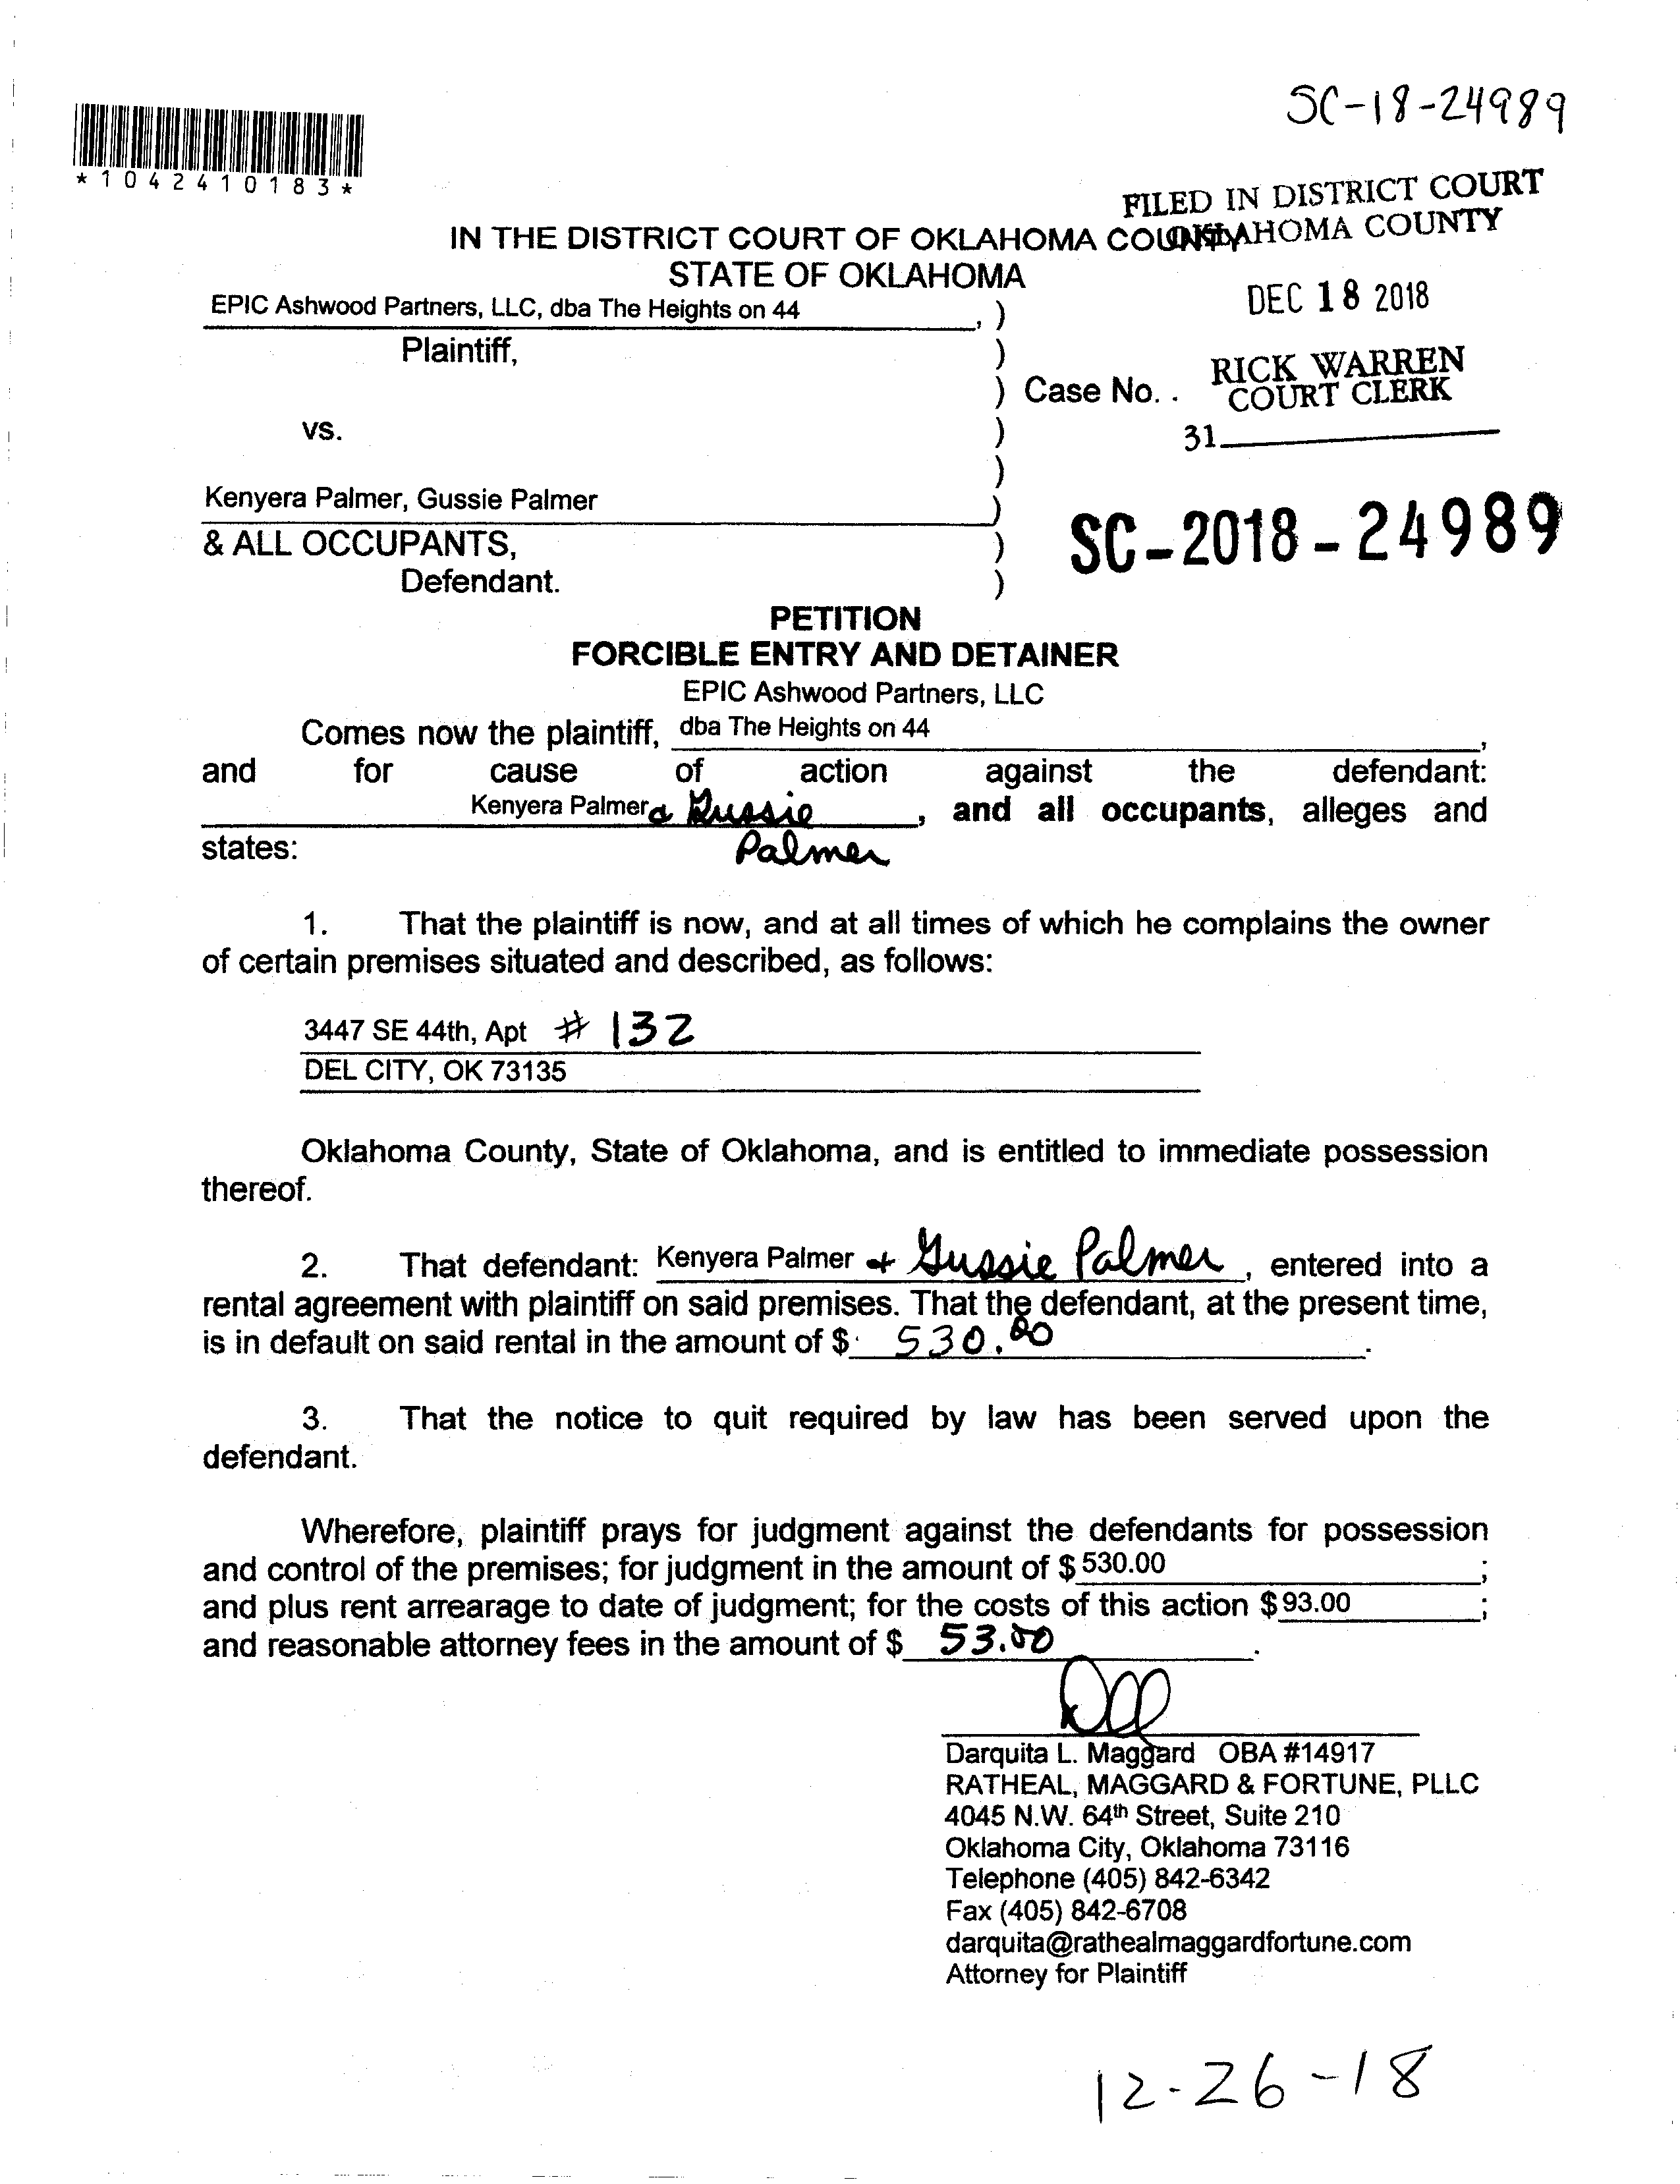 SC-18-24989
*1042410183*
FILED IN DISTRICT COURT
OKLAHOMA COUNTY
IN THE DISTRICT COURT OF OKLAHOMA COUNTY
STATE OF OKLAHOMA
DEC 18 2018
EPIC Ashwood Partners, LLC, dba The Heights on 44 , )
Plaintiff, )
RICK WARREN
COURT CLERK
) Case No. .
vs. )
31
)
Kenyera Palmer, Gussie Palmer )
& ALL OCCUPANTS, )
SC-2018-24989
Defendant. )
PETITION
FORCIBLE ENTRY AND DETAINER
EPIC Ashwood Partners, LLC
Comes now the plaintiff, dba The Heights on 44 ,
and for cause of action against the defendant:
Kenyera Palmer & Gussie , and all occupants, alleges and
states: Palmer
1. That the plaintiff is now, and at all times of which he complains the owner
of certain premises situated and described, as follows:
3447 SE 44th, Apt # 132
DEL CITY, OK 73135
Oklahoma County, State of Oklahoma, and is entitled to immediate possession
thereof.
2. That defendant: Kenyera Palmer + Gussie Palmer , entered into a
rental agreement with plaintiff on said premises. That the defendant, at the present time,
is in default on said rental in the amount of $ 530.00 .
3. That the notice to quit required by law has been served upon the
defendant.
Wherefore, plaintiff prays for judgment against the defendants for possession
and control of the premises; for judgment in the amount of $ 530.00 ;
and plus rent arrearage to date of judgment; for the costs of this action $ 93.00 ;
and reasonable attorney fees in the amount of $ 53.00 .
Darquita L. Maggard OBA #14917
RATHEAL, MAGGARD & FORTUNE, PLLC
4045 N.W. 64th Street, Suite 210
Oklahoma City, Oklahoma 73116
Telephone (405) 842-6342
Fax (405) 842-6708
darquita@rathealmaggardfortune.com
Attorney for Plaintiff
12-26-18